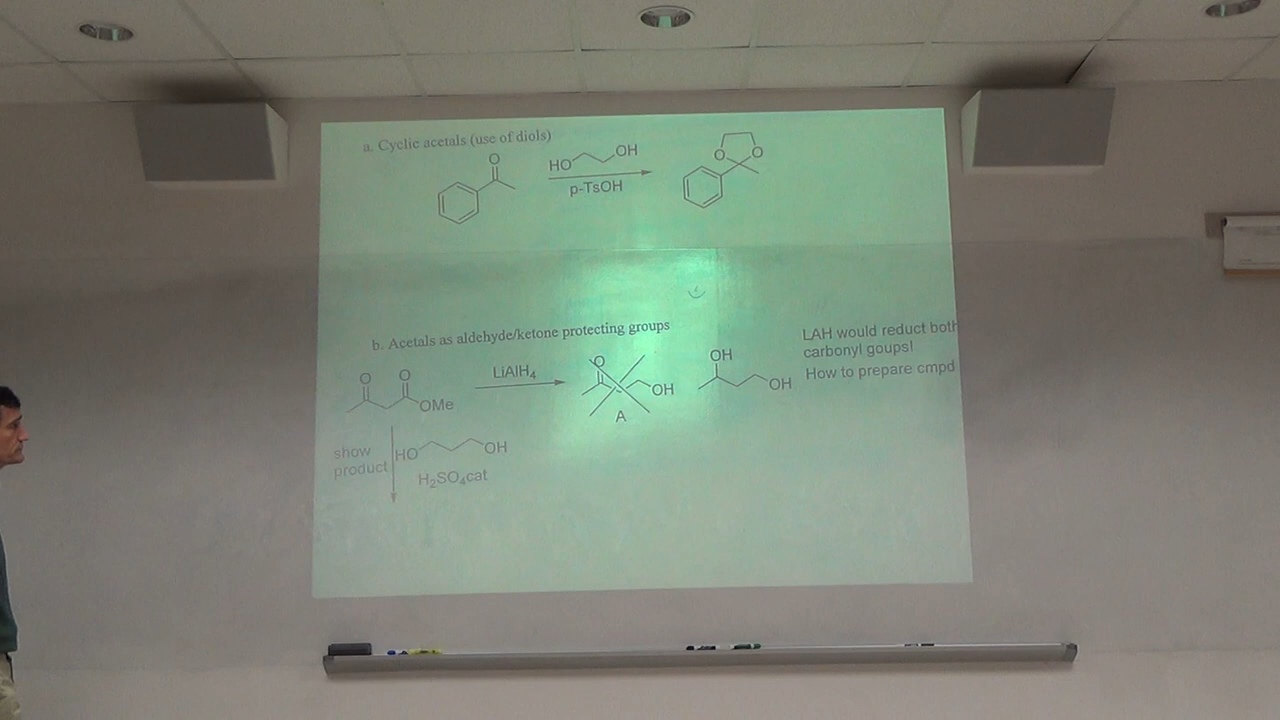 a. Cyclic acetals (use of diols)
O
HO OH
p-TsOH
O O
b. Acetals as aldehyde/ketone protecting groups
LAH would reduct both
carbonyl goups!
How to prepare cmpd
O O
OMe
LiAlH4
O
OH
A
OH
OH
show
product
HO OH
H2SO4cat